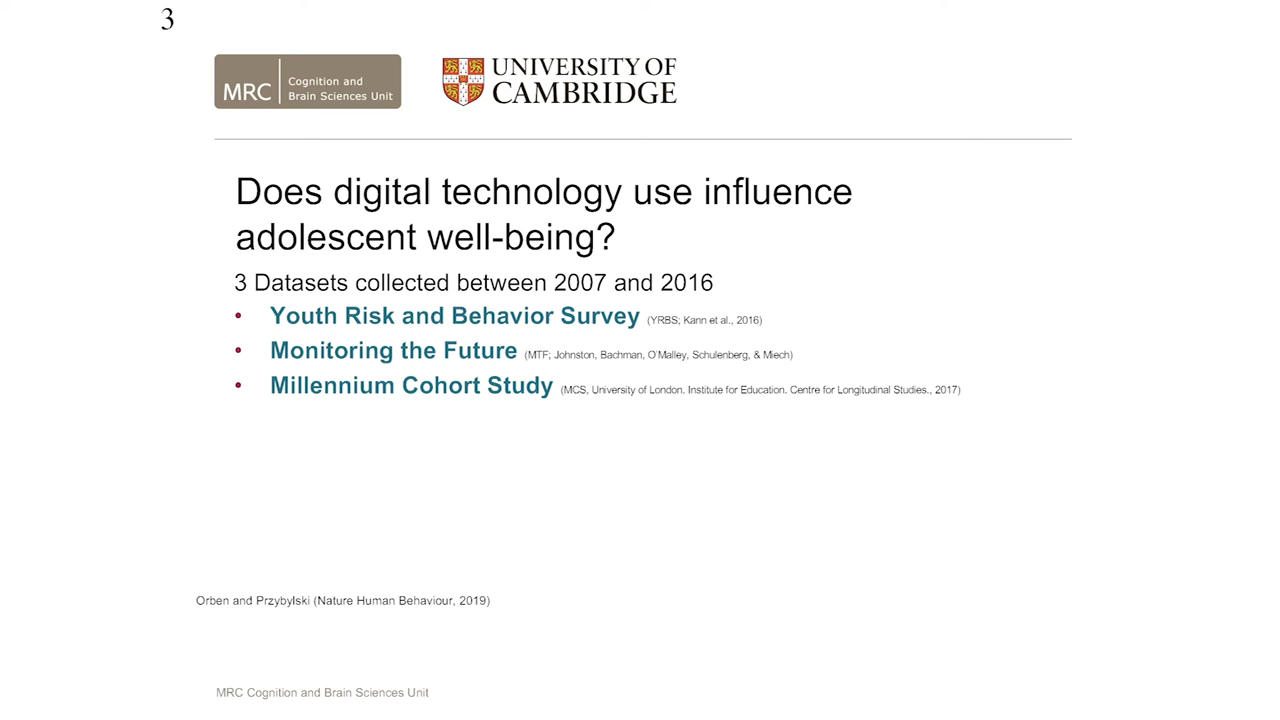 3
MRC
Cognition and
Brain Sciences Unit
UNIVERSITY OF
CAMBRIDGE
Does digital technology use influence
adolescent well-being?
3 Datasets collected between 2007 and 2016
• Youth Risk and Behavior Survey (YRBS; Kann et al., 2016)
• Monitoring the Future (MTF; Johnston, Bachman, O'Malley, Schulenberg, & Miech)
• Millennium Cohort Study (MCS, University of London. Institute for Education. Centre for Longitudinal Studies., 2017)
Orben and Przybylski (Nature Human Behaviour, 2019)
MRC Cognition and Brain Sciences Unit